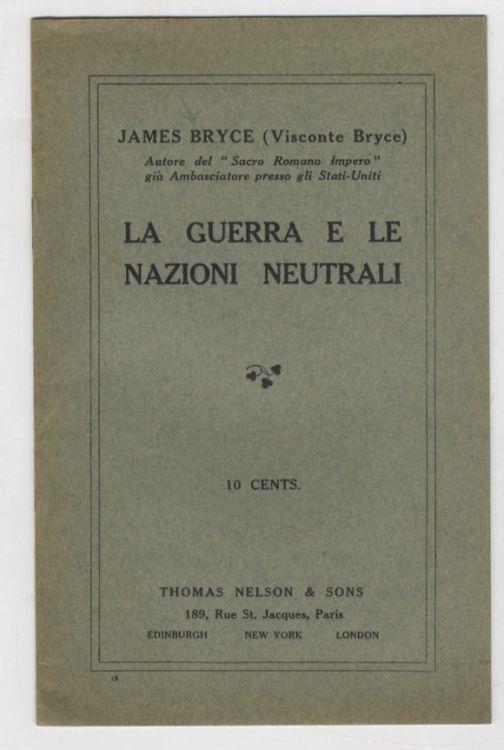 JAMES BRYCE (Visconte Bryce)
Autore del "Sacro Romano Impero"
già Ambasciatore presso gli Stati-Uniti
LA GUERRA E LE
NAZIONI NEUTRALI
10 CENTS.
THOMAS NELSON & SONS
189, Rue St. Jacques, Paris
EDINBURGH NEW YORK LONDON